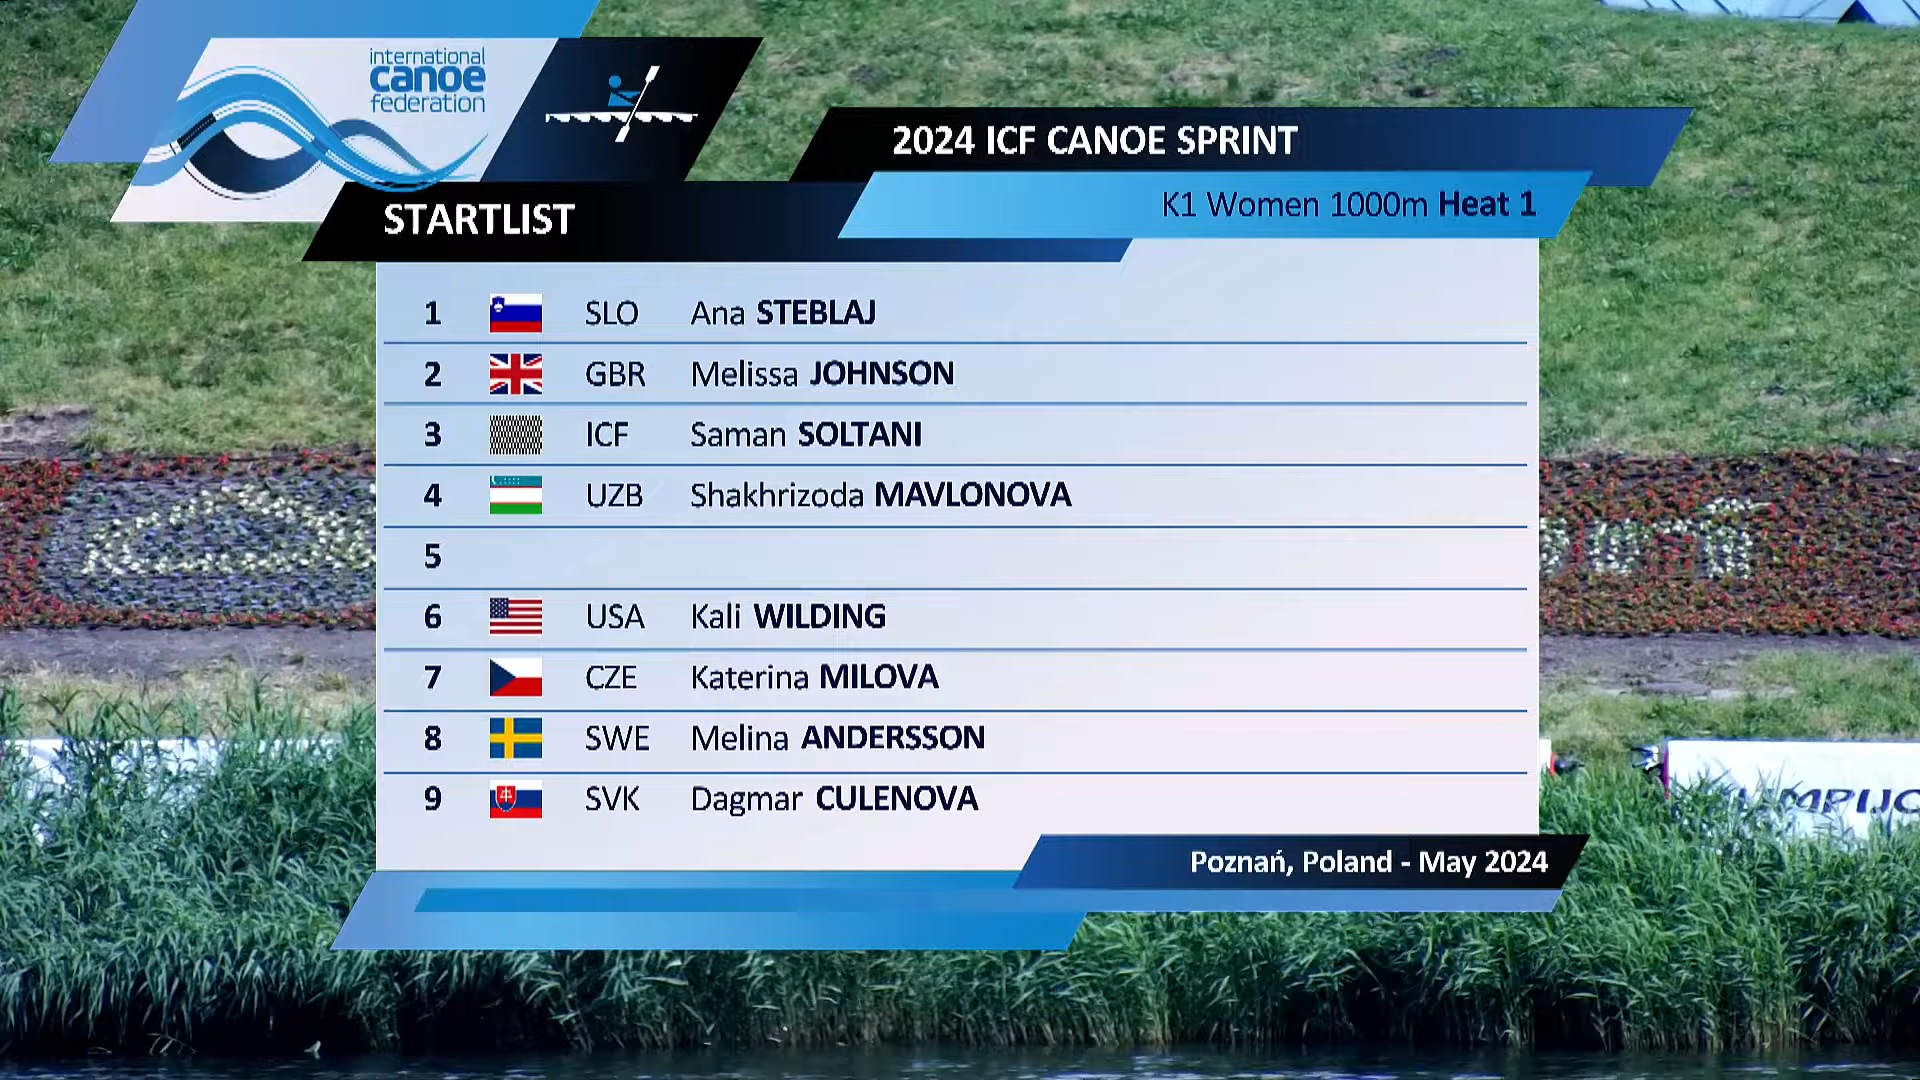 international
canoe
federation
2024 ICF CANOE SPRINT
K1 Women 1000m Heat 1
STARTLIST
1 SLO Ana STEBLAJ
2 GBR Melissa JOHNSON
3 ICF Saman SOLTANI
4 UZB Shakhrizoda MAVLONOVA
5
6 USA Kali WILDING
7 CZE Katerina MILOVA
8 SWE Melina ANDERSSON
9 SVK Dagmar CULENOVA
Poznań, Poland - May 2024